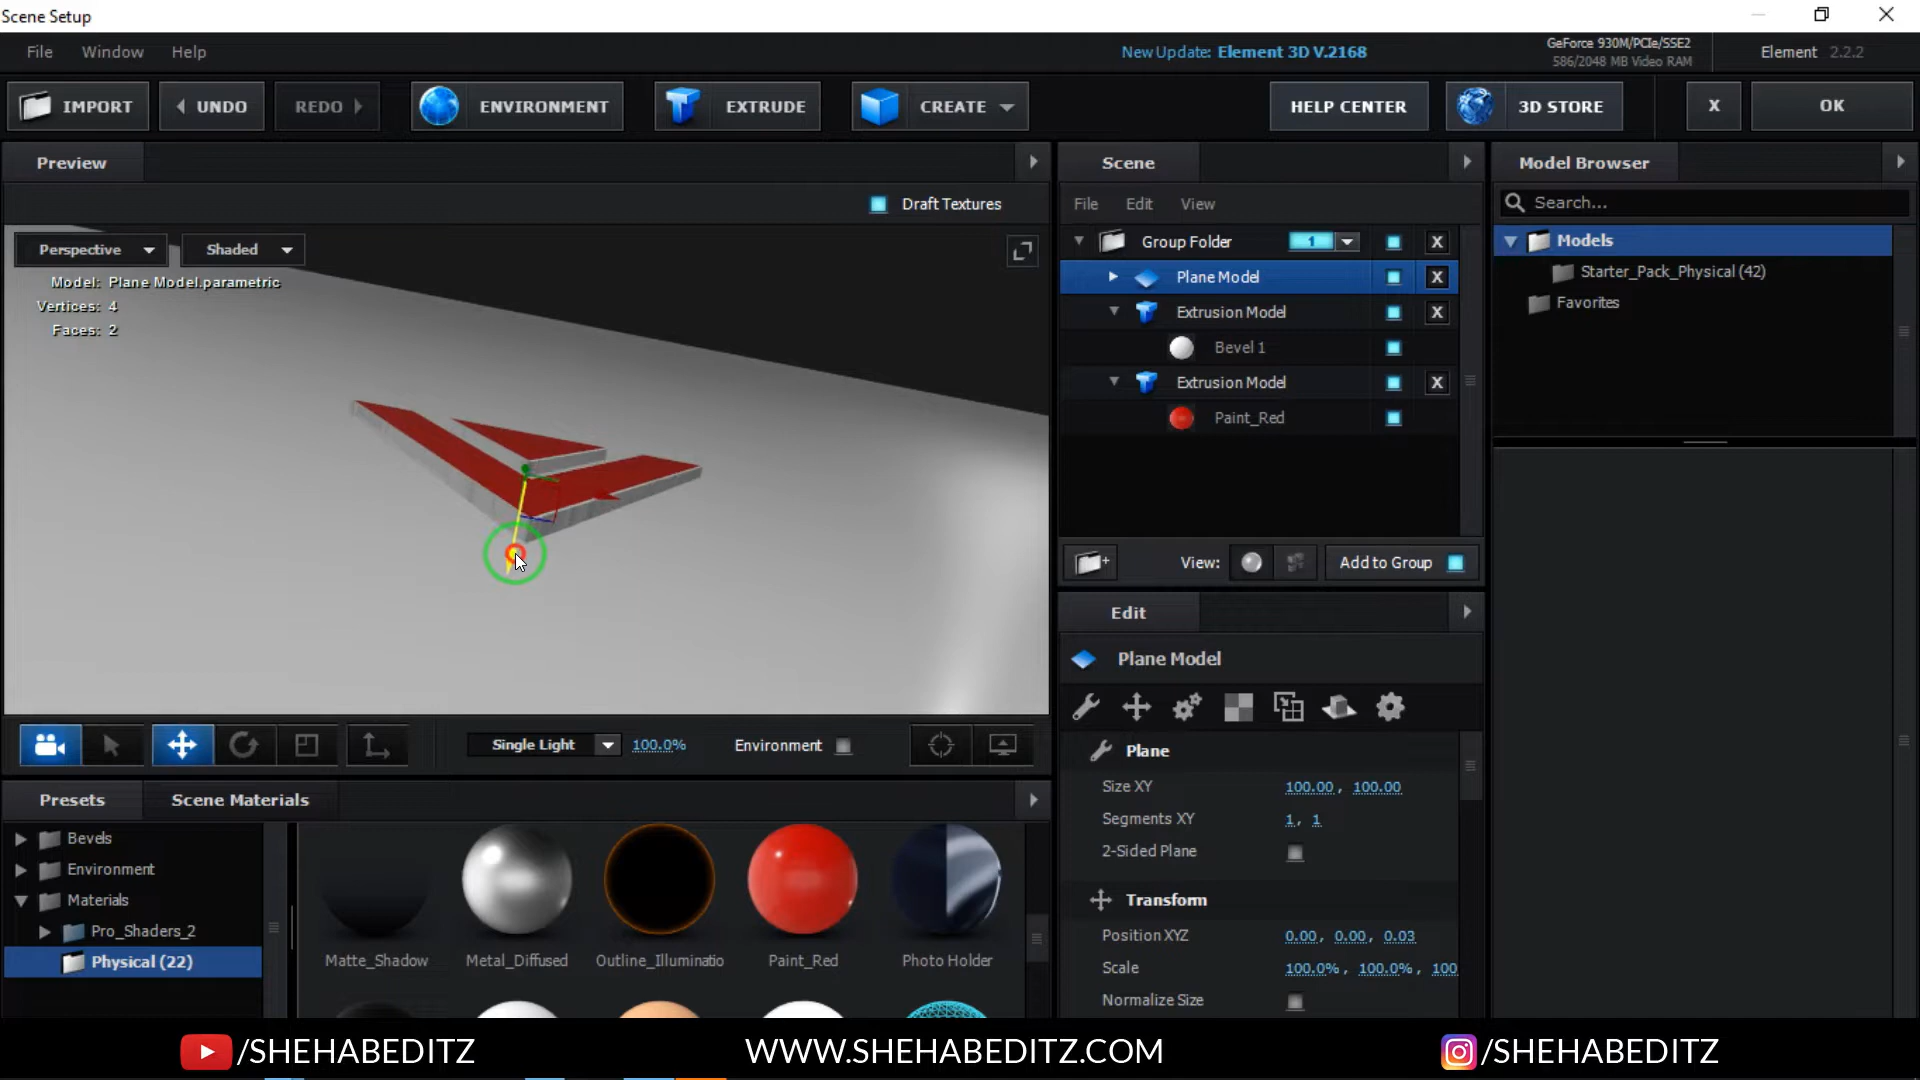 Scene Setup
File Window Help
New Update: Element 3D V.2168
GeForce 930M/PCIe/SSE2
586/2048 MB Video RAM
Element 2.2.2
IMPORT UNDO REDO ENVIRONMENT EXTRUDE CREATE HELP CENTER 3D STORE X OK
Preview
Draft Textures
Perspective Shaded
Model: Plane Model.parametric
Vertices: 4
Faces: 2
Single Light 100.0% Environment
Scene
File Edit View
Group Folder 1 X
Plane Model X
Extrusion Model X
Bevel 1
Extrusion Model X
Paint_Red
View: Add to Group
Edit
Plane Model
Plane
Size XY 100.00, 100.00
Segments XY 1, 1
2-Sided Plane
Transform
Position XYZ 0.00, 0.00, 0.03
Scale 100.0%, 100.0%, 100
Normalize Size
Model Browser
Search...
Models
Starter_Pack_Physical (42)
Favorites
Presets Scene Materials
Bevels
Environment
Materials
Pro_Shaders_2
Physical (22)
Matte_Shadow Metal_Diffused Outline_Illuminatio Paint_Red Photo Holder
/SHEHABEDITZ WWW.SHEHABEDITZ.COM /SHEHABEDITZ